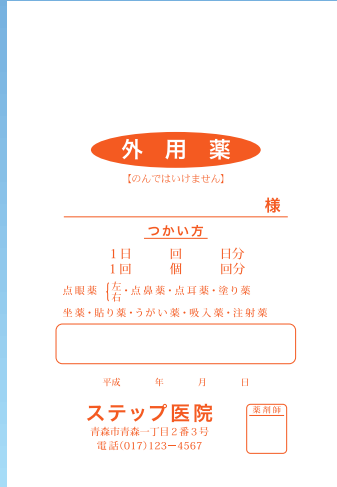 外用薬
【のんではいけません】
様
つかい方
1日 回 日分
1回 個 回分
点眼薬{左右・点鼻薬・点耳薬・塗り薬
坐薬・貼り薬・うがい薬・吸入薬・注射薬
平成 年 月 日
ステップ医院
薬剤師
青森市青森一丁目2番3号
電話(017)123－4567